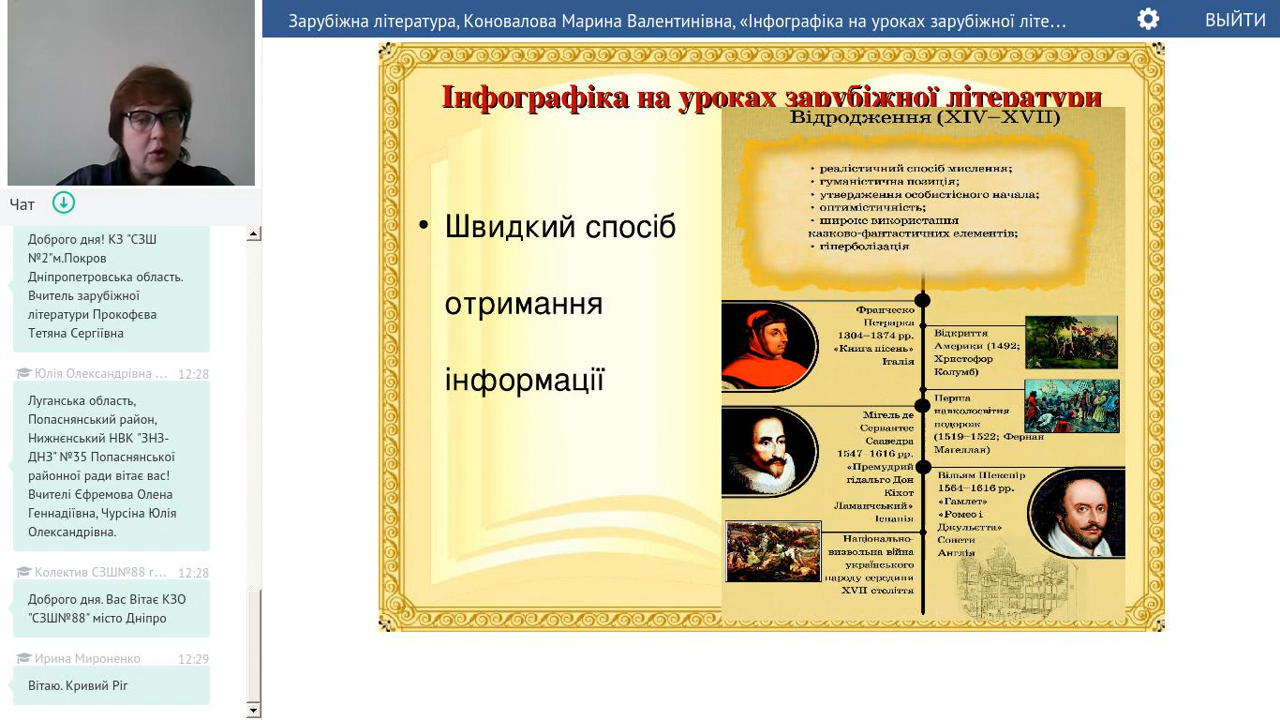 Зарубіжна література, Коновалова Марина Валентинівна, «Інфографіка на уроках зарубіжної літе…
ВЫЙТИ
Чат
Доброго дня! КЗ "СЗШ
№2"м.Покров
Дніпропетровська область.
Вчитель зарубіжної
літератури Прокофєва
Тетяна Сергіївна
Юлія Олександрівна ...
12:28
Луганська область,
Попаснянський район,
Нижнєнський НВК "ЗНЗ-
ДНЗ" №35 Попаснянської
районної ради вітає вас!
Вчителі Єфремова Олена
Геннадіївна, Чурсіна Юлія
Олександрівна.
Колектив СЗШ№88 г...
12:28
Доброго дня. Вас Вітає КЗО
"СЗШ№88" місто Дніпро
Ирина Мироненко
12:29
Вітаю. Кривий Ріг
Інфографіка на уроках зарубіжної літератури
• Швидкий спосіб
отримання
інформації
Відродження (XIV–XVII)
• реалістичний спосіб мислення;
• гуманістична позиція;
• утвердження особистісного начала;
• оптимістичність;
• широке використання
казково-фантастичних елементів;
• гіперболізація
Франческо
Петрарка
1304–1374 рр.
«Книга пісень»
Італія
Відкриття
Америки (1492;
Христофор
Колумб)
Перша
навколосвітня
подорож
(1519–1522; Фернан
Магеллан)
Мігель де
Сервантес
Сааведра
1547–1616 рр.
«Премудрий
гідальго Дон
Кіхот
Ламанчський»
Іспанія
Вільям Шекспір
1564–1616 рр.
«Гамлет»
«Ромео і
Джульєтта»
Сонети
Англія
Національно-
визвольна війна
українського
народу середини
XVII століття